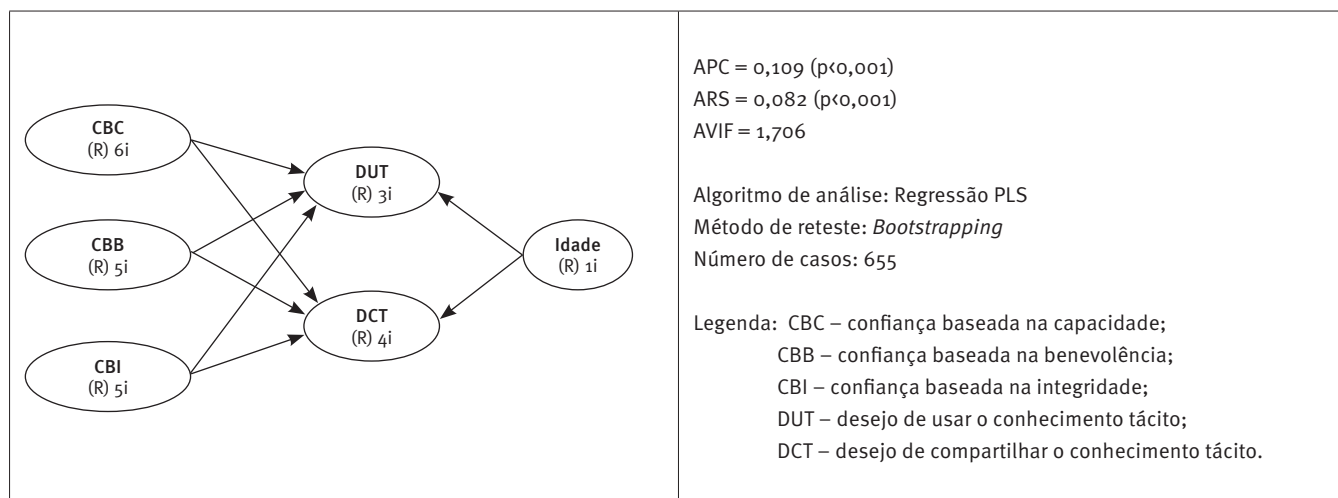 CBC
(R) 6i
CBB
(R) 5i
CBI
(R) 5i
DUT
(R) 3i
DCT
(R) 4i
Idade
(R) 1i
APC = 0,109 (p<0,001)
ARS = 0,082 (p<0,001)
AVIF = 1,706
Algoritmo de análise: Regressão PLS
Método de reteste: Bootstrapping
Número de casos: 655
Legenda: CBC – confiança baseada na capacidade;
CBB – confiança baseada na benevolência;
CBI – confiança baseada na integridade;
DUT – desejo de usar o conhecimento tácito;
DCT – desejo de compartilhar o conhecimento tácito.